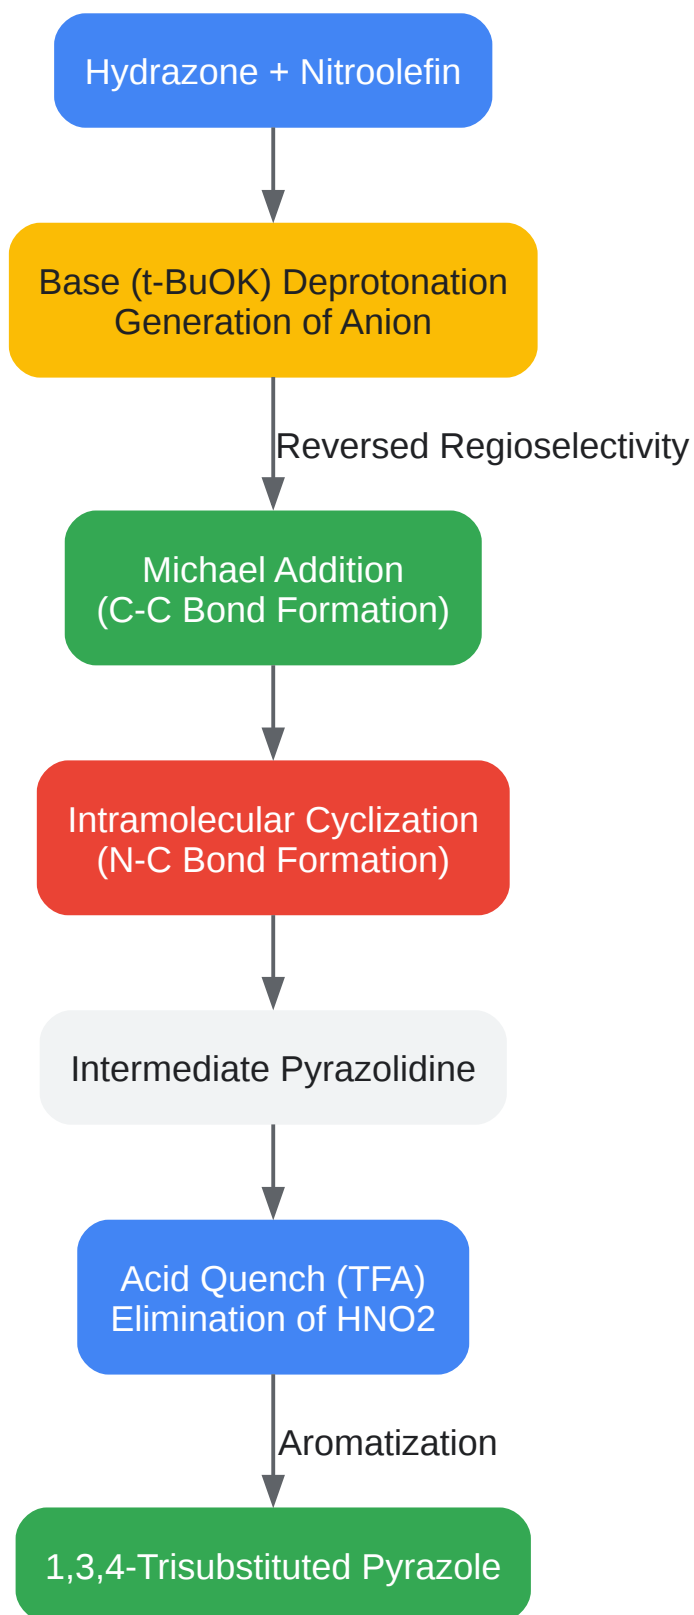 Hydrazone + Nitroolefin
Base (t-BuOK) Deprotonation
Generation of Anion
Reversed Regioselectivity
Michael Addition
(C-C Bond Formation)
Intramolecular Cyclization
(N-C Bond Formation)
Intermediate Pyrazolidine
Acid Quench (TFA)
Elimination of HNO2
Aromatization
1,3,4-Trisubstituted Pyrazole